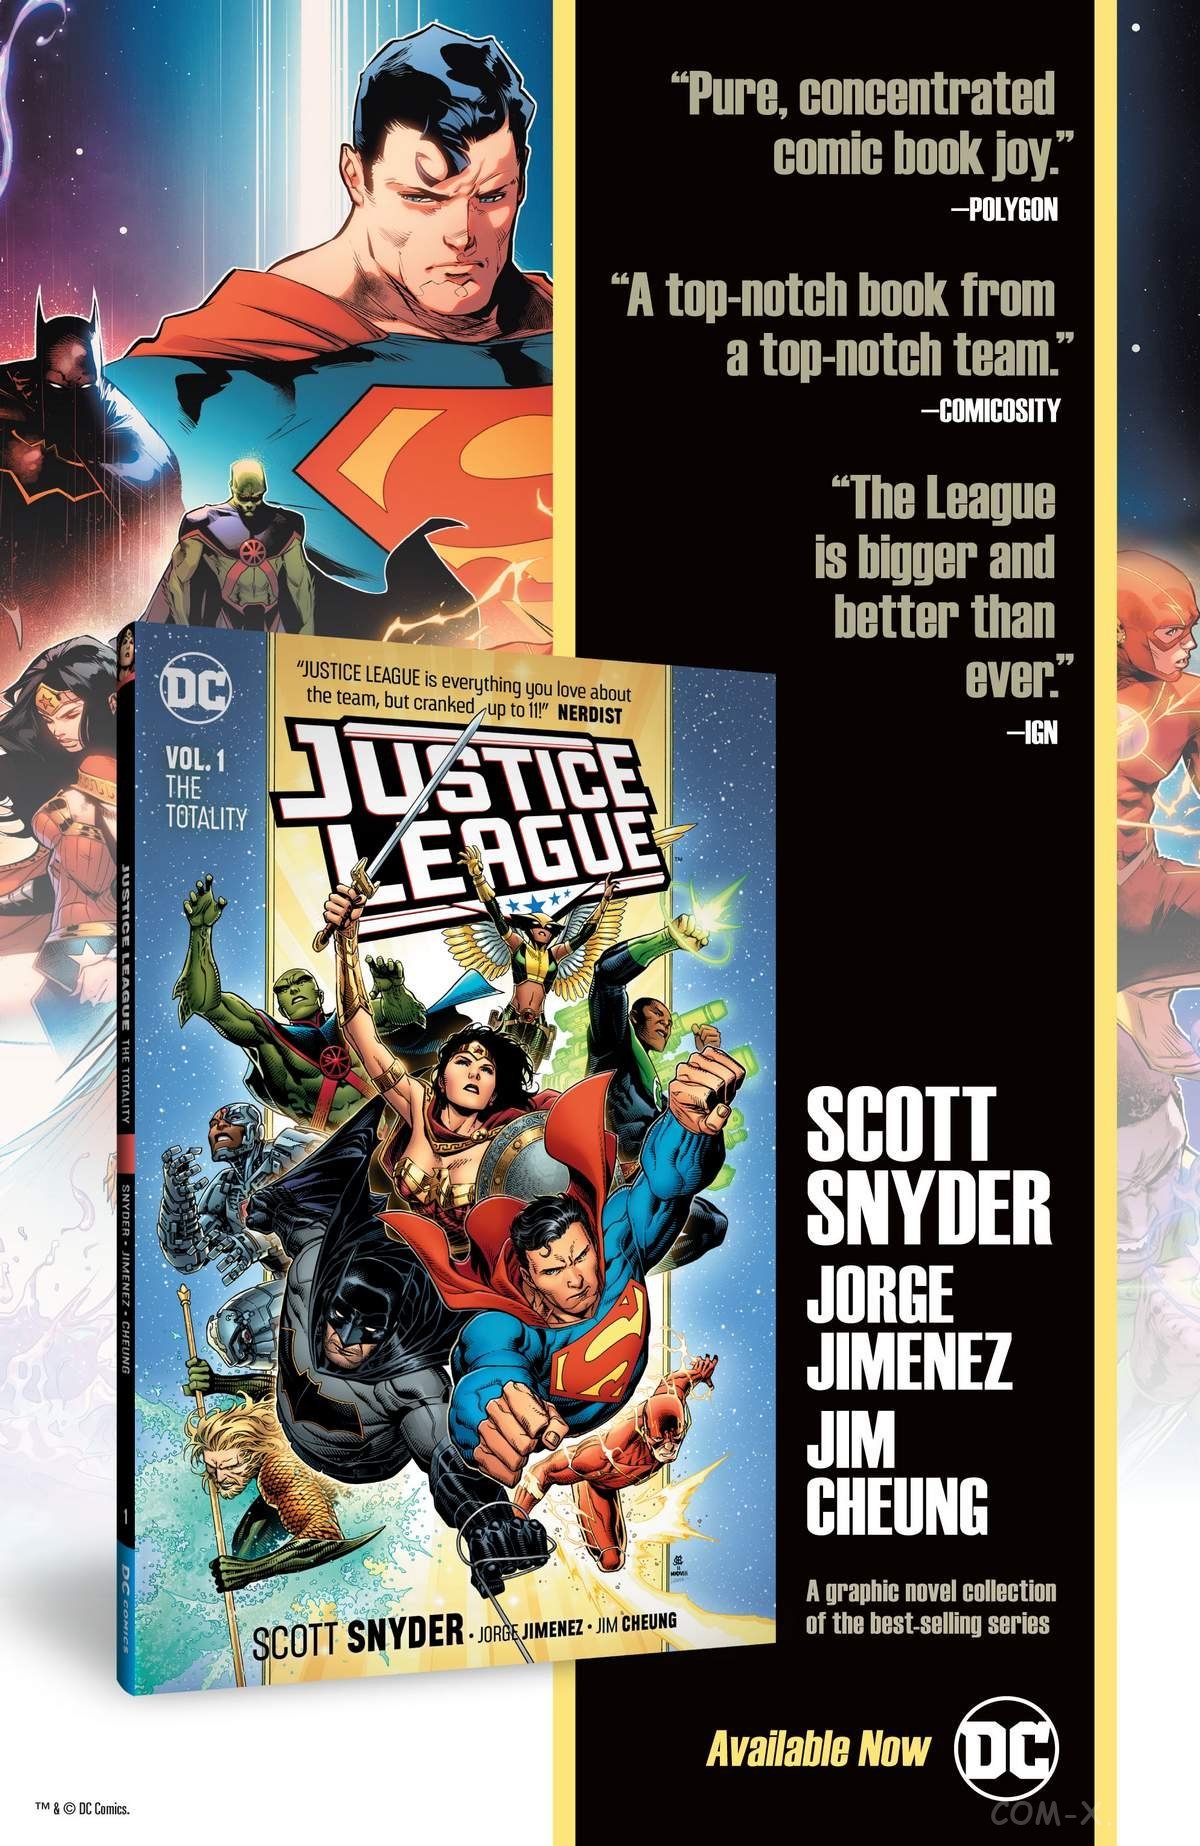 “Pure, concentrated
comic book joy.”
—POLYGON
“A top-notch book from
a top-notch team.”
—COMICOSITY
“The League
is bigger and
better than
ever.”
—IGN
DC
“JUSTICE LEAGUE is everything you love about
the team, but cranked up to 11!” NERDIST
VOL. 1
THE
TOTALITY
JUSTICE
LEAGUE
™
JUSTICE LEAGUE THE TOTALITY
SNYDER • JIMENEZ • CHEUNG
1
DC COMICS
SCOTT SNYDER • JORGE JIMENEZ • JIM CHEUNG
SCOTT
SNYDER
JORGE
JIMENEZ
JIM
CHEUNG
A graphic novel collection
of the best-selling series
Available Now
DC
™ & © DC Comics.
COM-X.